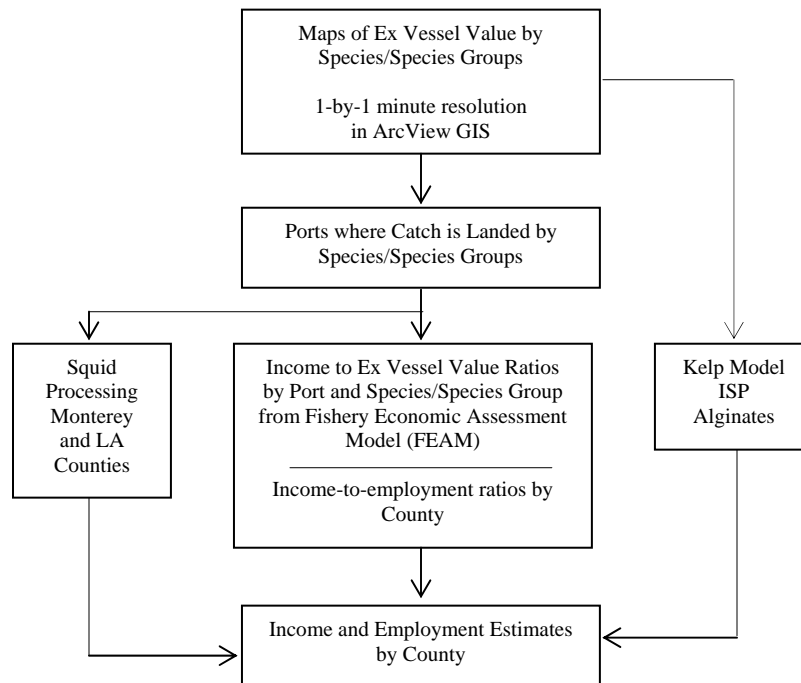 Maps of Ex Vessel Value by
Species/Species Groups
1-by-1 minute resolution
in ArcView GIS
Ports where Catch is Landed by
Species/Species Groups
Squid
Processing
Monterey
and LA
Counties
Income to Ex Vessel Value Ratios
by Port and Species/Species Group
from Fishery Economic Assessment
Model (FEAM)
Income-to-employment ratios by
County
Kelp Model
ISP
Alginates
Income and Employment Estimates
by County